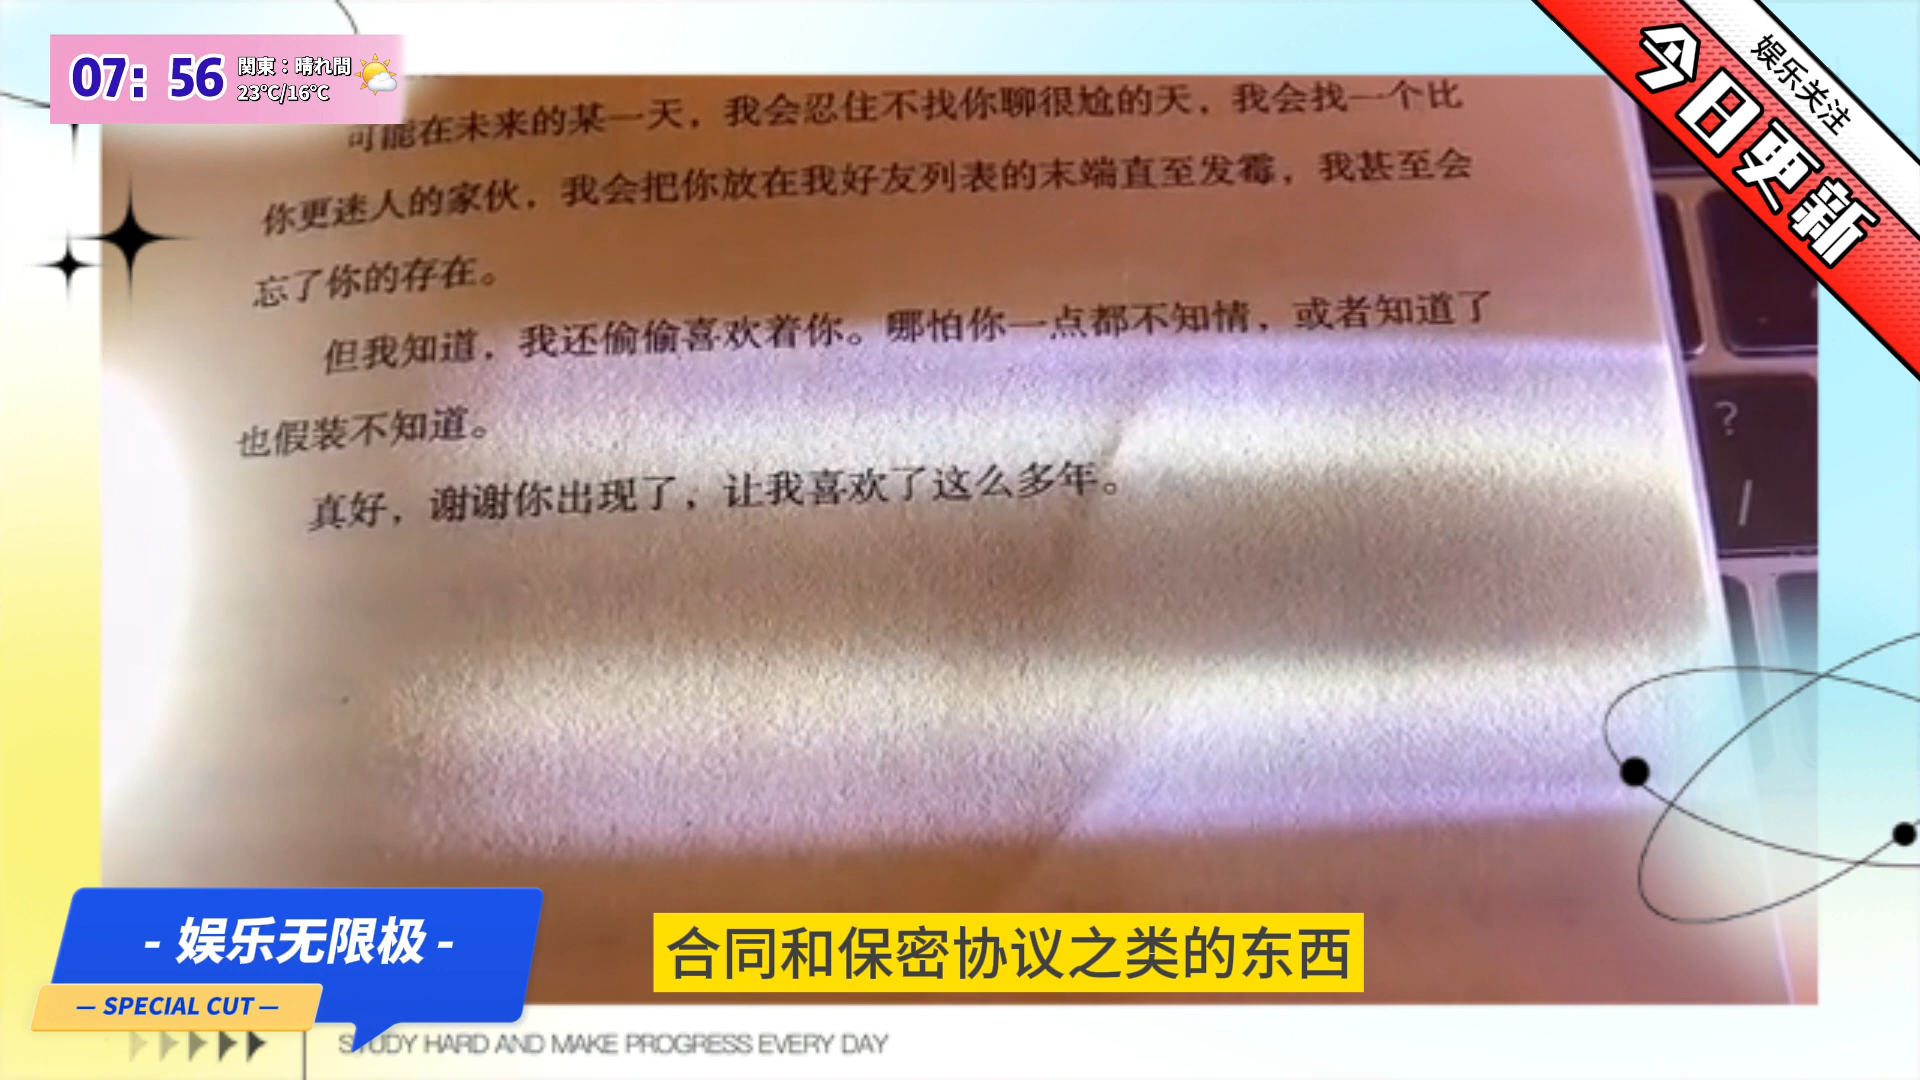 07: 56
関東：晴れ間
23℃/16℃
娱乐关注
今日更新
可能在未来的某一天，我会忍住不找你聊很尬的天，我会找一个比
你更迷人的家伙，我会把你放在我好友列表的末端直至发霉，我甚至会
忘了你的存在。
但我知道，我还偷偷喜欢着你。哪怕你一点都不知情，或者知道了
也假装不知道。
真好，谢谢你出现了，让我喜欢了这么多年。
?
/
- 娱乐无限极 -
— SPECIAL CUT —
合同和保密协议之类的东西
STUDY HARD AND MAKE PROGRESS EVERY DAY